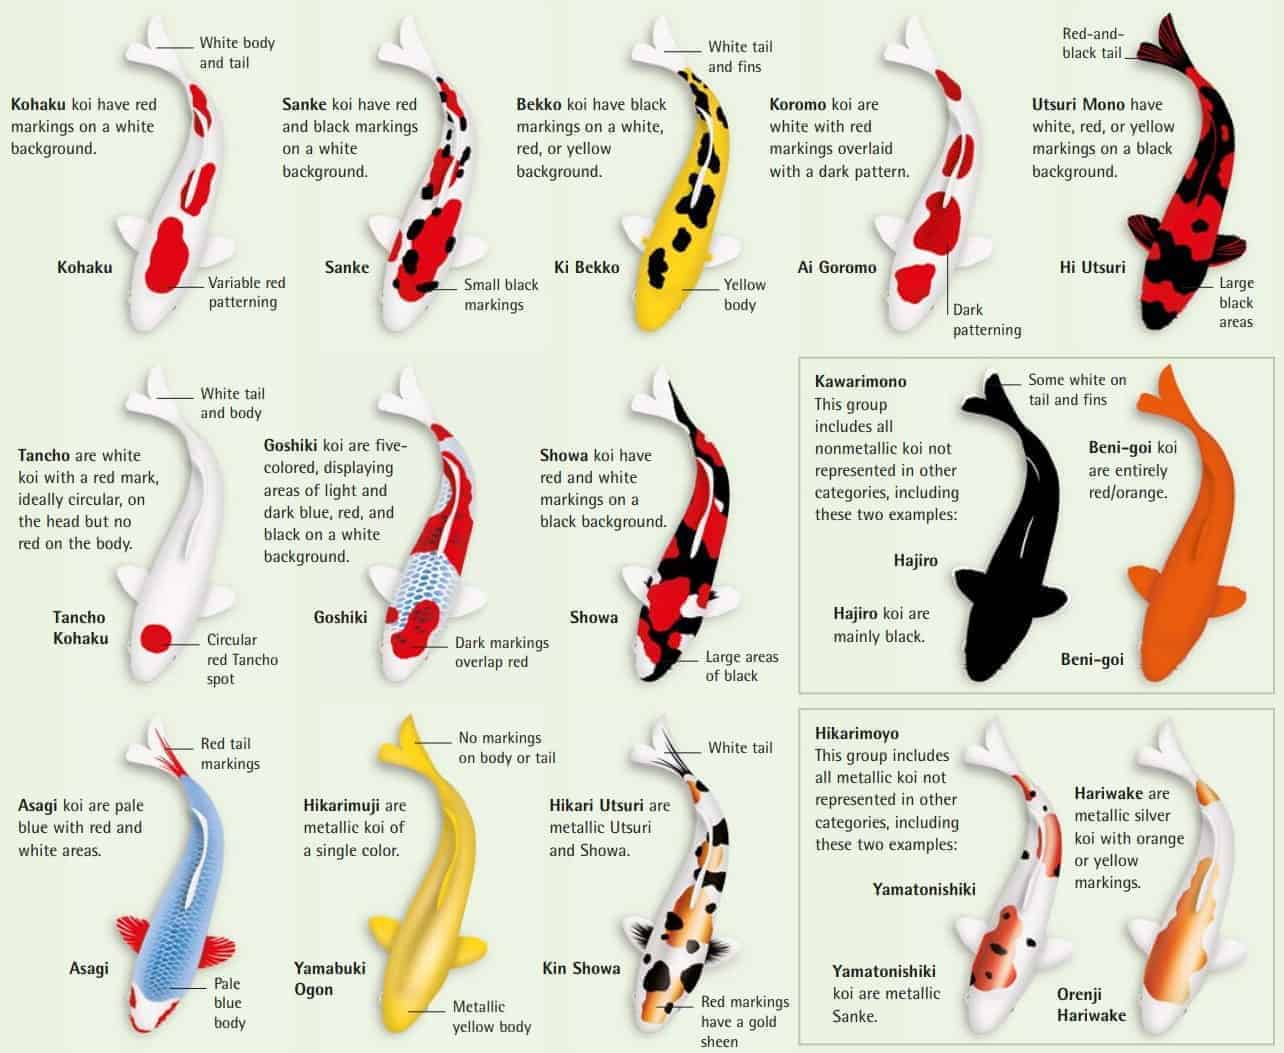 White body
and tail
Kohaku koi have red
markings on a white
background.
Kohaku
Variable red
patterning
Sanke koi have red
and black markings
on a white
background.
Sanke
Small black
markings
White tail
and fins
Bekko koi have black
markings on a white,
red, or yellow
background.
Ki Bekko
Yellow
body
Koromo koi are
white with red
markings overlaid
with a dark pattern.
Ai Goromo
Dark
patterning
Red-and-
black tail
Utsuri Mono have
white, red, or yellow
markings on a black
background.
Hi Utsuri
Large
black
areas
White tail
and body
Tancho are white
koi with a red mark,
ideally circular, on
the head but no
red on the body.
Tancho
Kohaku
Circular
red Tancho
spot
Goshiki koi are five-
colored, displaying
areas of light and
dark blue, red, and
black on a white
background.
Goshiki
Dark markings
overlap red
Showa koi have
red and white
markings on a
black background.
Showa
Large areas
of black
Kawarimono
This group
includes all
nonmetallic koi not
represented in other
categories, including
these two examples:
Some white on
tail and fins
Hajiro
Hajiro koi are
mainly black.
Beni-goi koi
are entirely
red/orange.
Beni-goi
Red tail
markings
Asagi koi are pale
blue with red and
white areas.
Asagi
Pale
blue
body
No markings
on body or tail
Hikarimuji are
metallic koi of
a single color.
Yamabuki
Ogon
Metallic
yellow body
White tail
Hikari Utsuri are
metallic Utsuri
and Showa.
Kin Showa
Red markings
have a gold
sheen
Hikarimoyo
This group includes
all metallic koi not
represented in other
categories, including
these two examples:
Yamatonishiki
Yamatonishiki
koi are metallic
Sanke.
Hariwake are
metallic silver
koi with orange
or yellow
markings.
Orenji
Hariwake